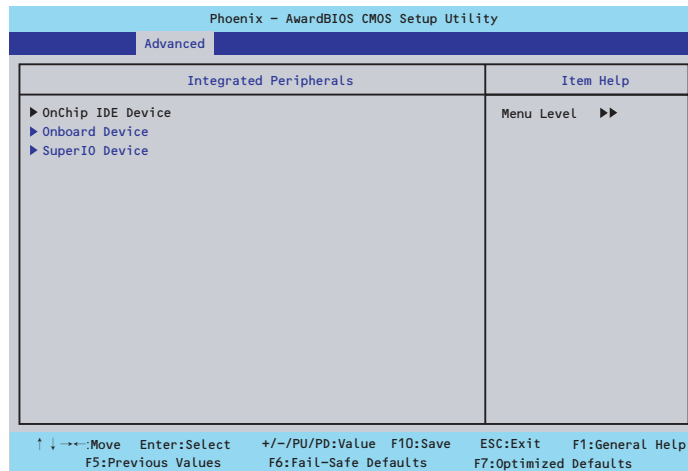 Phoenix - AwardBIOS CMOS Setup Utility
Advanced
Integrated Peripherals
Item Help
▶ OnChip IDE Device
Menu Level ▶▶
▶ Onboard Device
▶ SuperIO Device
↑↓→←:Move Enter:Select +/-/PU/PD:Value F10:Save ESC:Exit F1:General Help
F5:Previous Values F6:Fail-Safe Defaults F7:Optimized Defaults